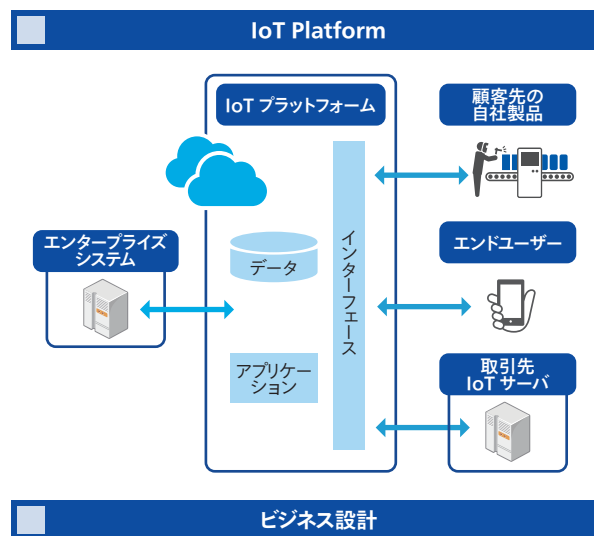 IoT Platform
IoT プラットフォーム
顧客先の
自社製品
エンタープライズ
システム
データ
インターフェース
エンドユーザー
アプリケー
ション
取引先
IoT サーバ
ビジネス設計